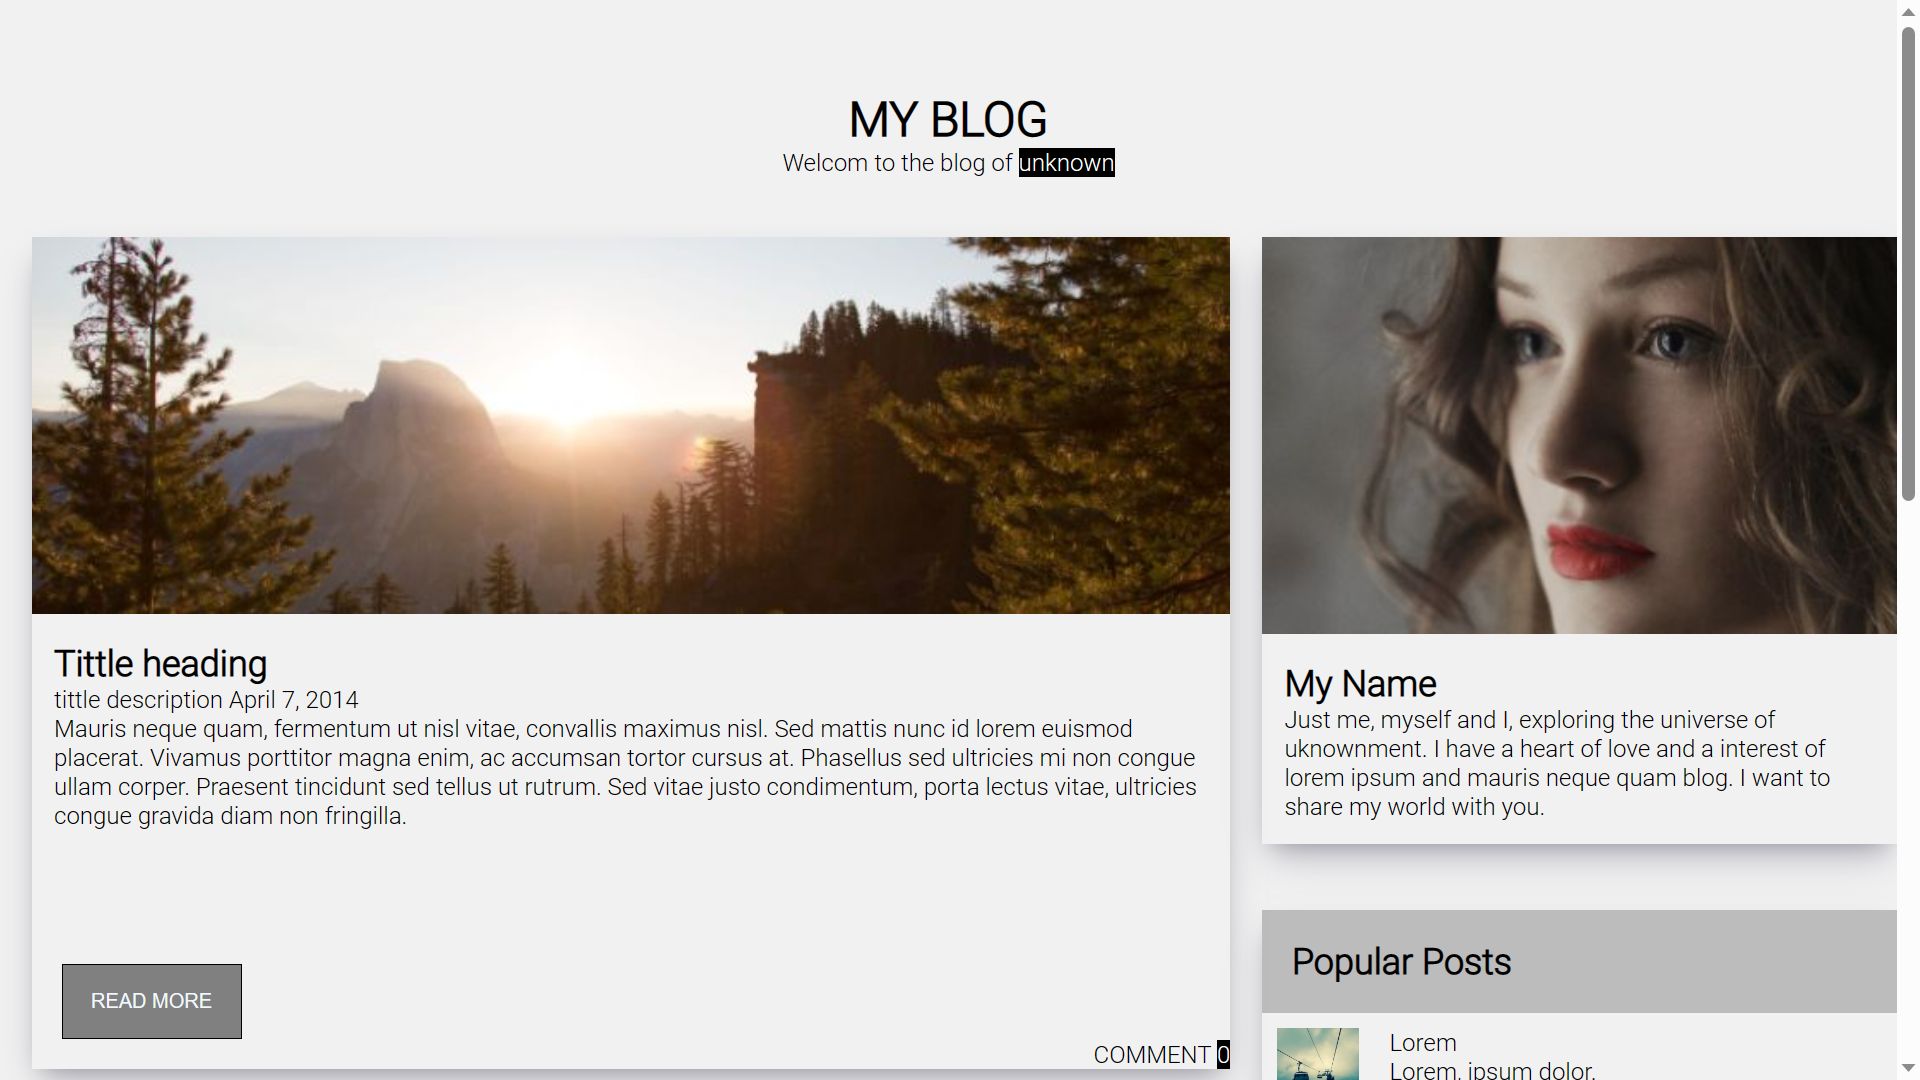 MY BLOG
Welcom to the blog of unknown
Tittle heading
tittle description April 7, 2014
Mauris neque quam, fermentum ut nisl vitae, convallis maximus nisl. Sed mattis nunc id lorem euismod
placerat. Vivamus porttitor magna enim, ac accumsan tortor cursus at. Phasellus sed ultricies mi non congue
ullam corper. Praesent tincidunt sed tellus ut rutrum. Sed vitae justo condimentum, porta lectus vitae, ultricies
congue gravida diam non fringilla.
READ MORE
COMMENT 0
My Name
Just me, myself and I, exploring the universe of
uknownment. I have a heart of love and a interest of
lorem ipsum and mauris neque quam blog. I want to
share my world with you.
Popular Posts
Lorem
Lorem, ipsum dolor.